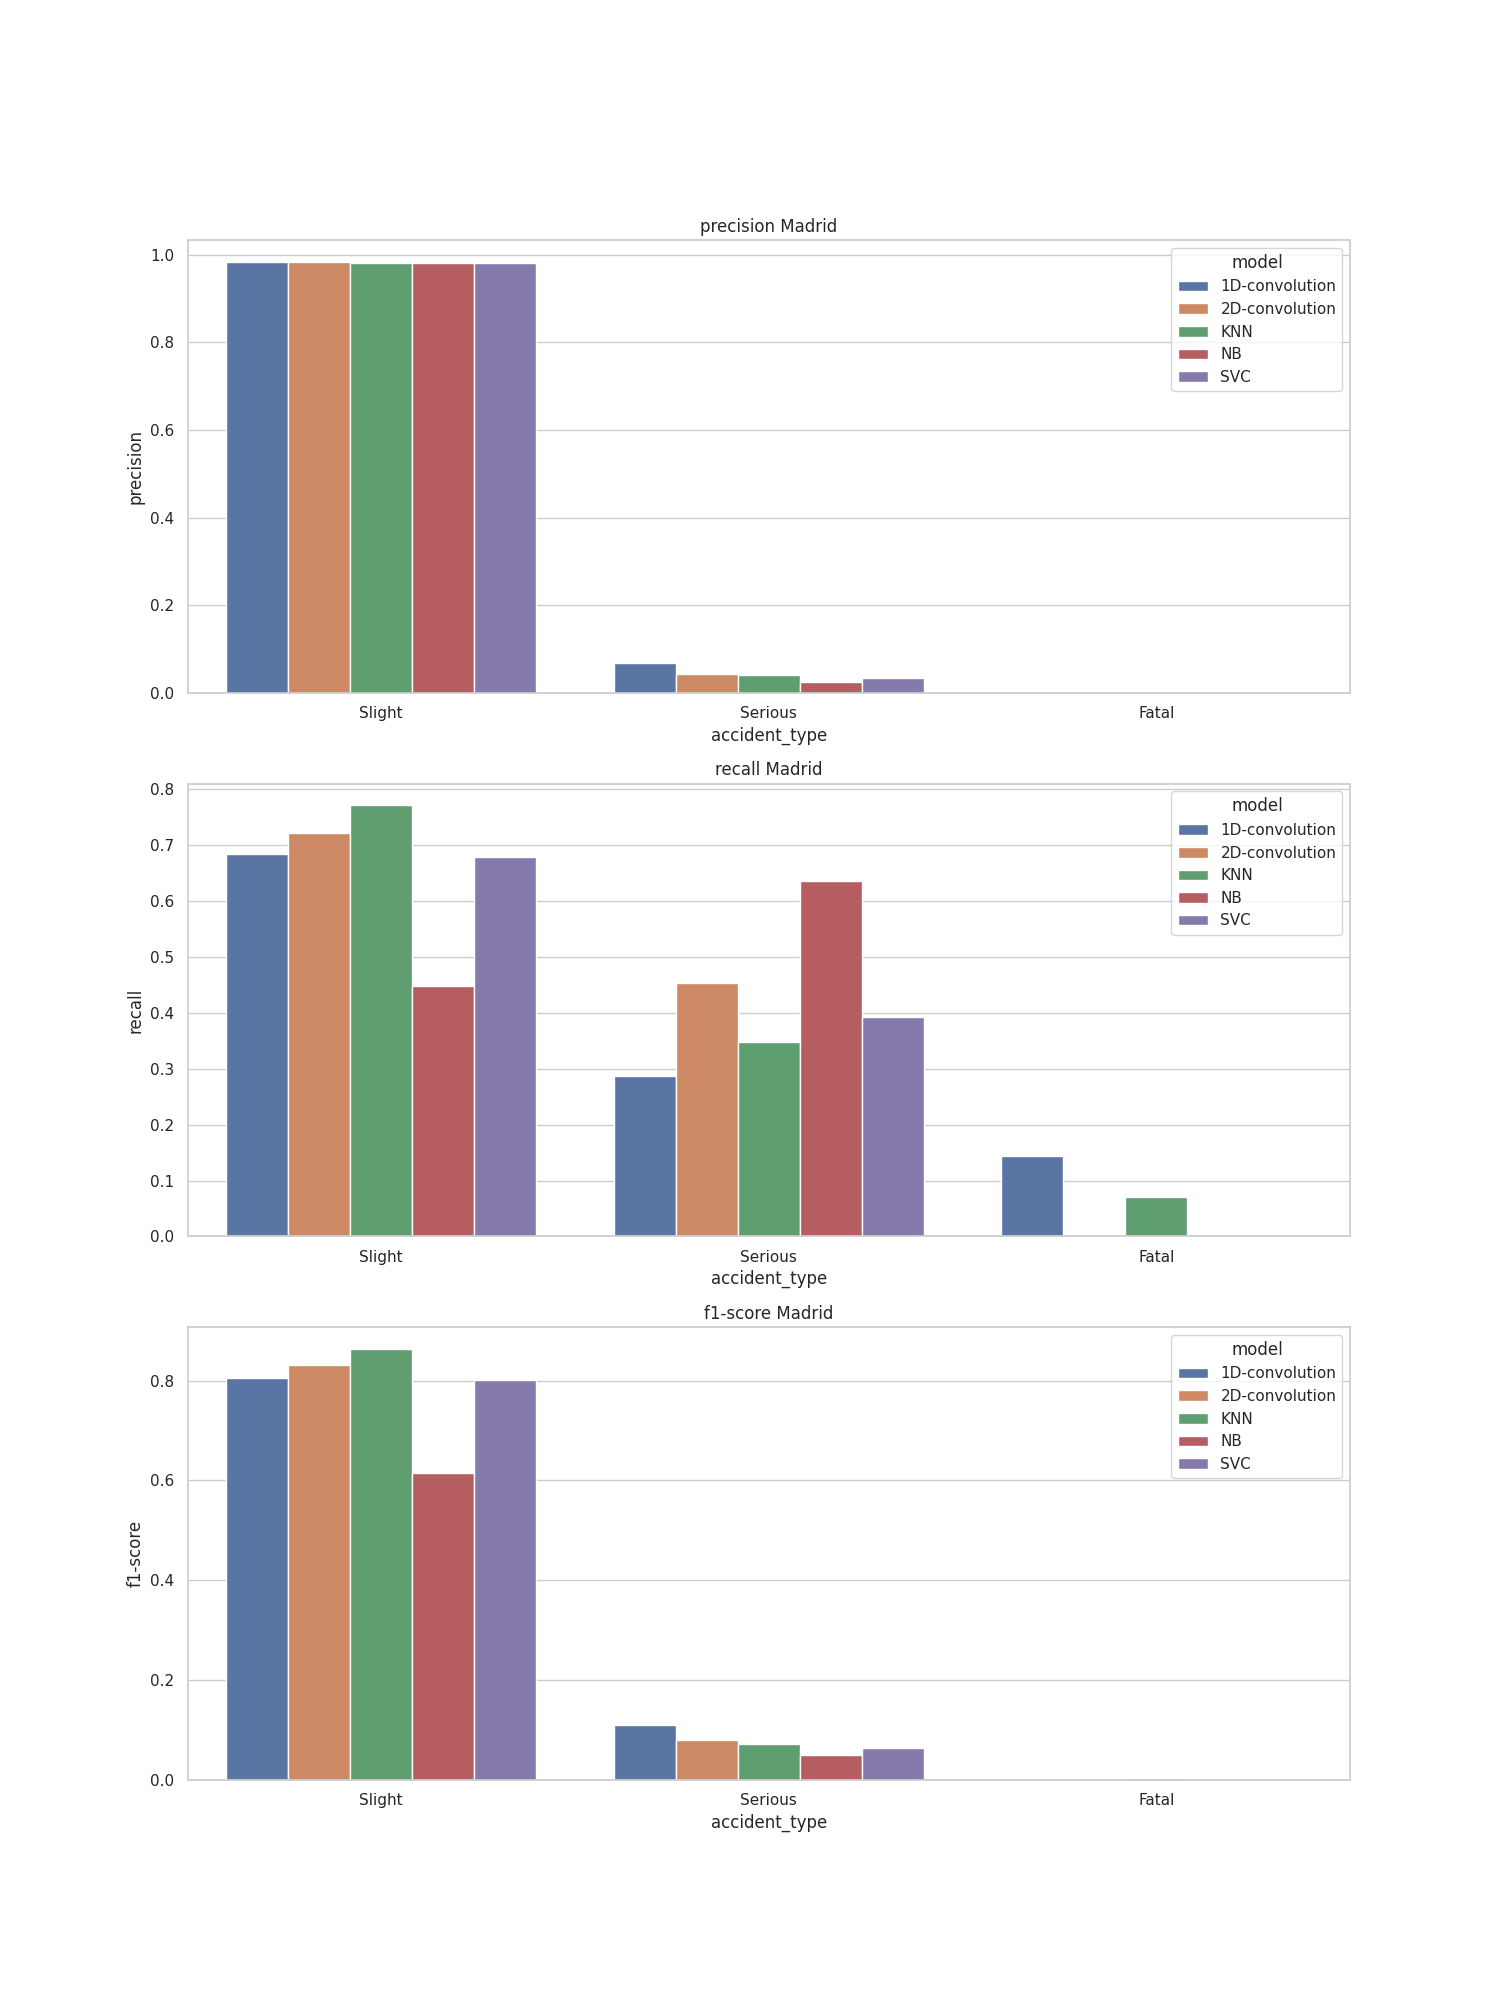 precision Madrid
1.0
0.8
0.6
0.4
0.2
0.0
precision
model
1D-convolution
2D-convolution
KNN
NB
SVC
Slight Serious Fatal
accident_type
recall Madrid
0.8
0.7
0.6
0.5
0.4
0.3
0.2
0.1
0.0
recall
model
1D-convolution
2D-convolution
KNN
NB
SVC
Slight Serious Fatal
accident_type
f1-score Madrid
0.8
0.6
0.4
0.2
0.0
f1-score
model
1D-convolution
2D-convolution
KNN
NB
SVC
Slight Serious Fatal
accident_type